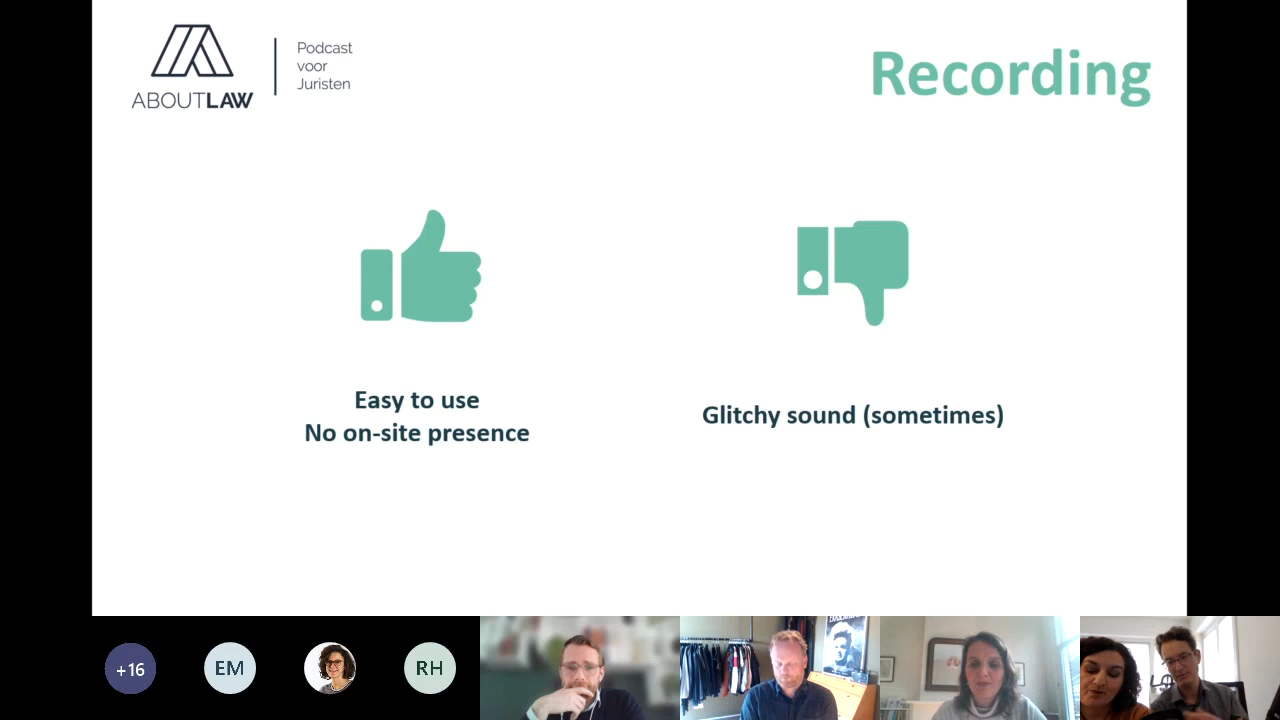 Podcast
voor
Juristen
ABOUTLAW
Recording
Easy to use
No on-site presence
Glitchy sound (sometimes)
+16
EM
RH